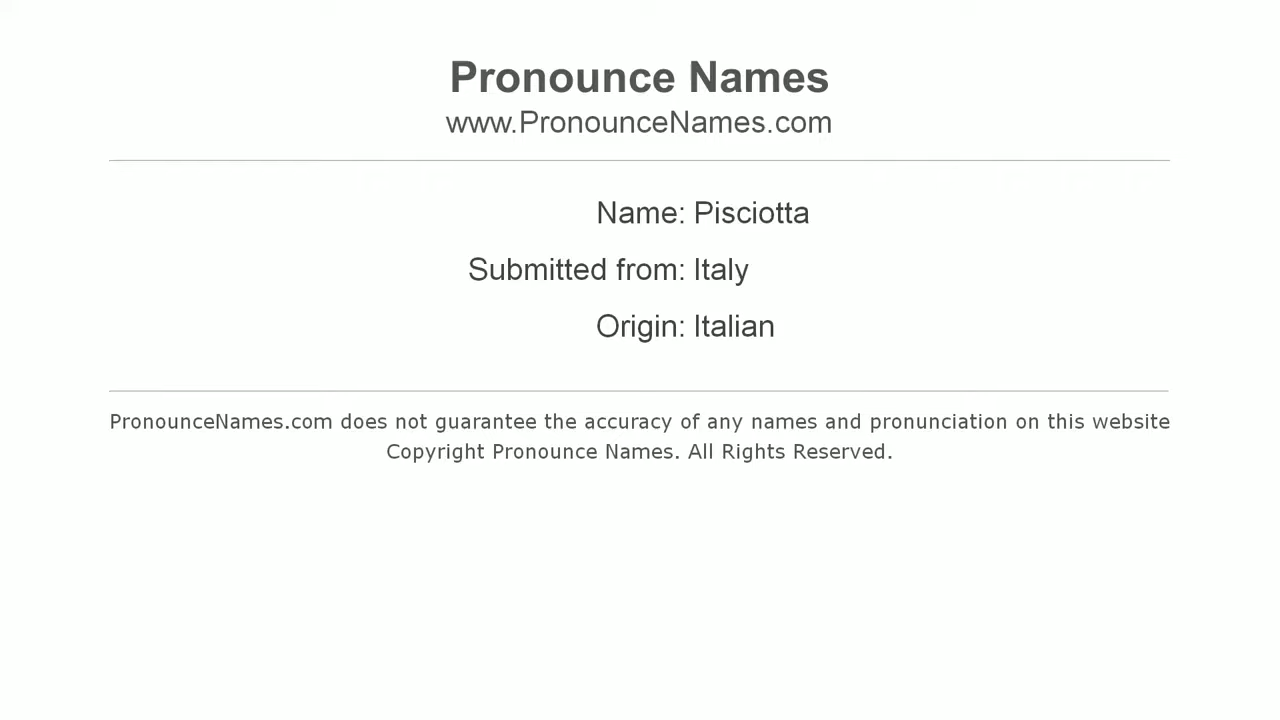 Pronounce Names
www.PronounceNames.com
Name: Pisciotta
Submitted from: Italy
Origin: Italian
PronounceNames.com does not guarantee the accuracy of any names and pronunciation on this website
Copyright Pronounce Names. All Rights Reserved.